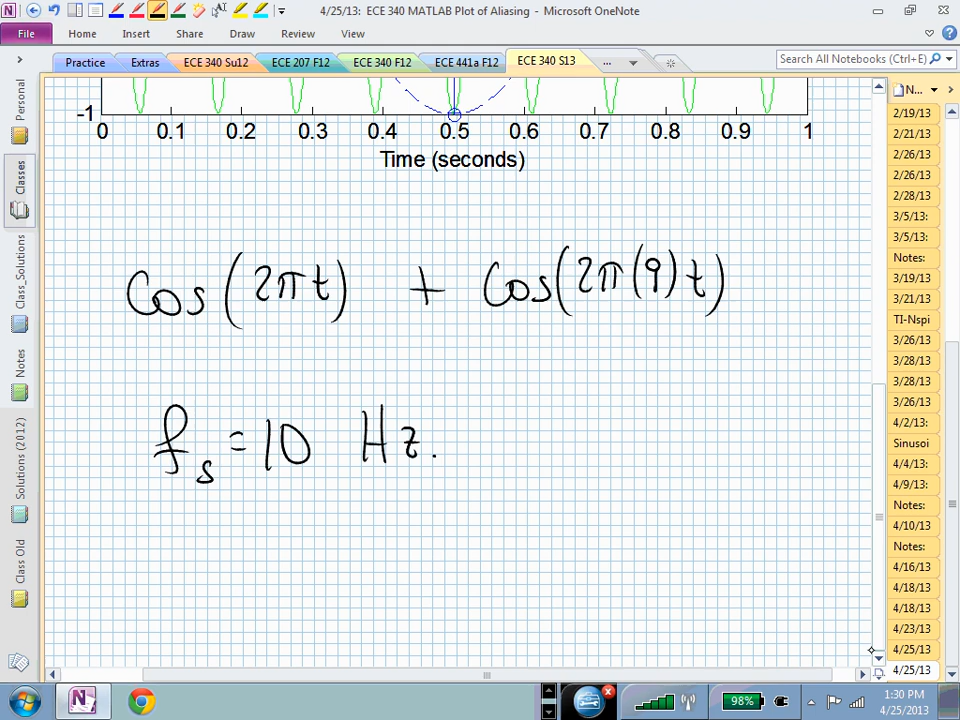 4/25/13: ECE 340 MATLAB Plot of Aliasing - Microsoft OneNote
File Home Insert Share Draw Review View
Practice Extras ECE 340 Su12 ECE 207 F12 ECE 340 F12 ECE 441a F12 ECE 340 S13 ... Search All Notebooks (Ctrl+E)
N...
Personal
Classes
Class_Solutions
Notes
Solutions (2012)
Class Old
-1
0 0.1 0.2 0.3 0.4 0.5 0.6 0.7 0.8 0.9 1
Time (seconds)
Cos(2πt) + Cos(2π(9)t)
fs = 10 Hz.
2/19/13
2/21/13
2/26/13
2/26/13
2/28/13
3/5/13:
3/5/13:
Notes:
3/19/13
3/21/13
TI-Nspi
3/26/13
3/28/13
3/28/13
3/26/13
4/2/13:
Sinusoi
4/4/13:
4/9/13:
Notes:
4/10/13
Notes:
4/16/13
4/18/13
4/18/13
4/23/13
4/25/13
4/25/13
98%
1:30 PM
4/25/2013